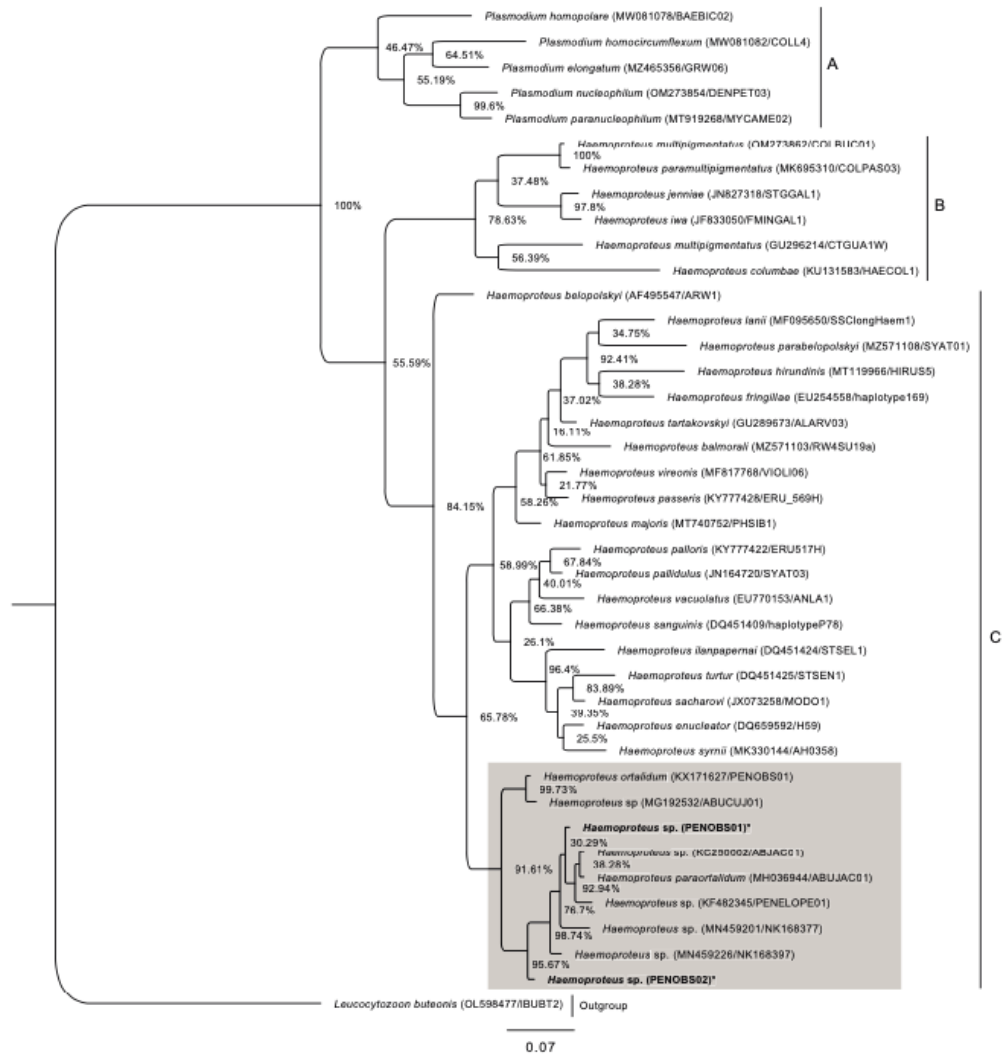 Plasmodium homopolare (MW081078/BAEBIC02)
46.47%
Plasmodium homocircumflexum (MW081082/COLL4)
64.51%
Plasmodium elongatum (MZ465356/GRW06)
55.19%
Plasmodium nucleophilum (OM273854/DENPET03)
99.6%
Plasmodium paranucleophilum (MT919268/MYCAME02)
A
Haemoproteus multipigmentatus (OM273862/COLBUC01)
100%
Haemoproteus paramultipigmentatus (MK695310/COLPAS03)
37.48%
Haemoproteus jenniae (JN827318/STGGAL1)
97.8%
100%
78.63%
Haemoproteus iwa (JF833050/FMINGAL1)
B
Haemoproteus multipigmentatus (GU296214/CTGUA1W)
56.39%
Haemoproteus columbae (KU131583/HAECOL1)
Haemoproteus belopolskyi (AF495547/ARW1)
Haemoproteus lanii (MF095650/SSClongHaem1)
34.75%
Haemoproteus parabelopolskyi (MZ571108/SYAT01)
55.59%
92.41%
Haemoproteus hirundinis (MT119966/HIRUS5)
38.28%
Haemoproteus fringillae (EU254558/haplotype169)
37.02%
Haemoproteus tartakovskyi (GU289673/ALARV03)
16.11%
Haemoproteus balmorali (MZ571103/RW4SU19a)
61.85%
Haemoproteus vireonis (MF817768/VIOLI06)
21.77%
Haemoproteus passeris (KY777428/ERU_569H)
84.15%
58.26%
Haemoproteus majoris (MT740752/PHSIB1)
Haemoproteus palloris (KY777422/ERU517H)
58.99%
67.84%
Haemoproteus pallidulus (JN164720/SYAT03)
40.01%
Haemoproteus vacuolatus (EU770153/ANLA1)
66.38%
Haemoproteus sanguinis (DQ451409/haplotypeP78)
C
26.1%
Haemoproteus ilanpapernai (DQ451424/STSEL1)
96.4%
Haemoproteus turtur (DQ451425/STSEN1)
83.89%
Haemoproteus sacharovi (JX073258/MODO1)
65.78%
39.35%
Haemoproteus enucleator (DQ659592/H59)
25.5%
Haemoproteus syrnii (MK330144/AH0358)
Haemoproteus ortalidum (KX171627/PENOBS01)
99.73%
Haemoproteus sp (MG192532/ABUCUJ01)
Haemoproteus sp. (PENOBS01)*
30.29%
Haemoproteus sp. (KC250002/ABJAC01)
91.61%
38.28%
Haemoproteus paraortalidum (MH036944/ABUJAC01)
92.94%
Haemoproteus sp. (KF482345/PENELOPE01)
76.7%
Haemoproteus sp. (MN459201/NK168377)
98.74%
Haemoproteus sp. (MN459226/NK168397)
95.67%
Haemoproteus sp. (PENOBS02)*
Leucocytozoon buteonis (OL598477/IBUBT2)
Outgroup
0.07